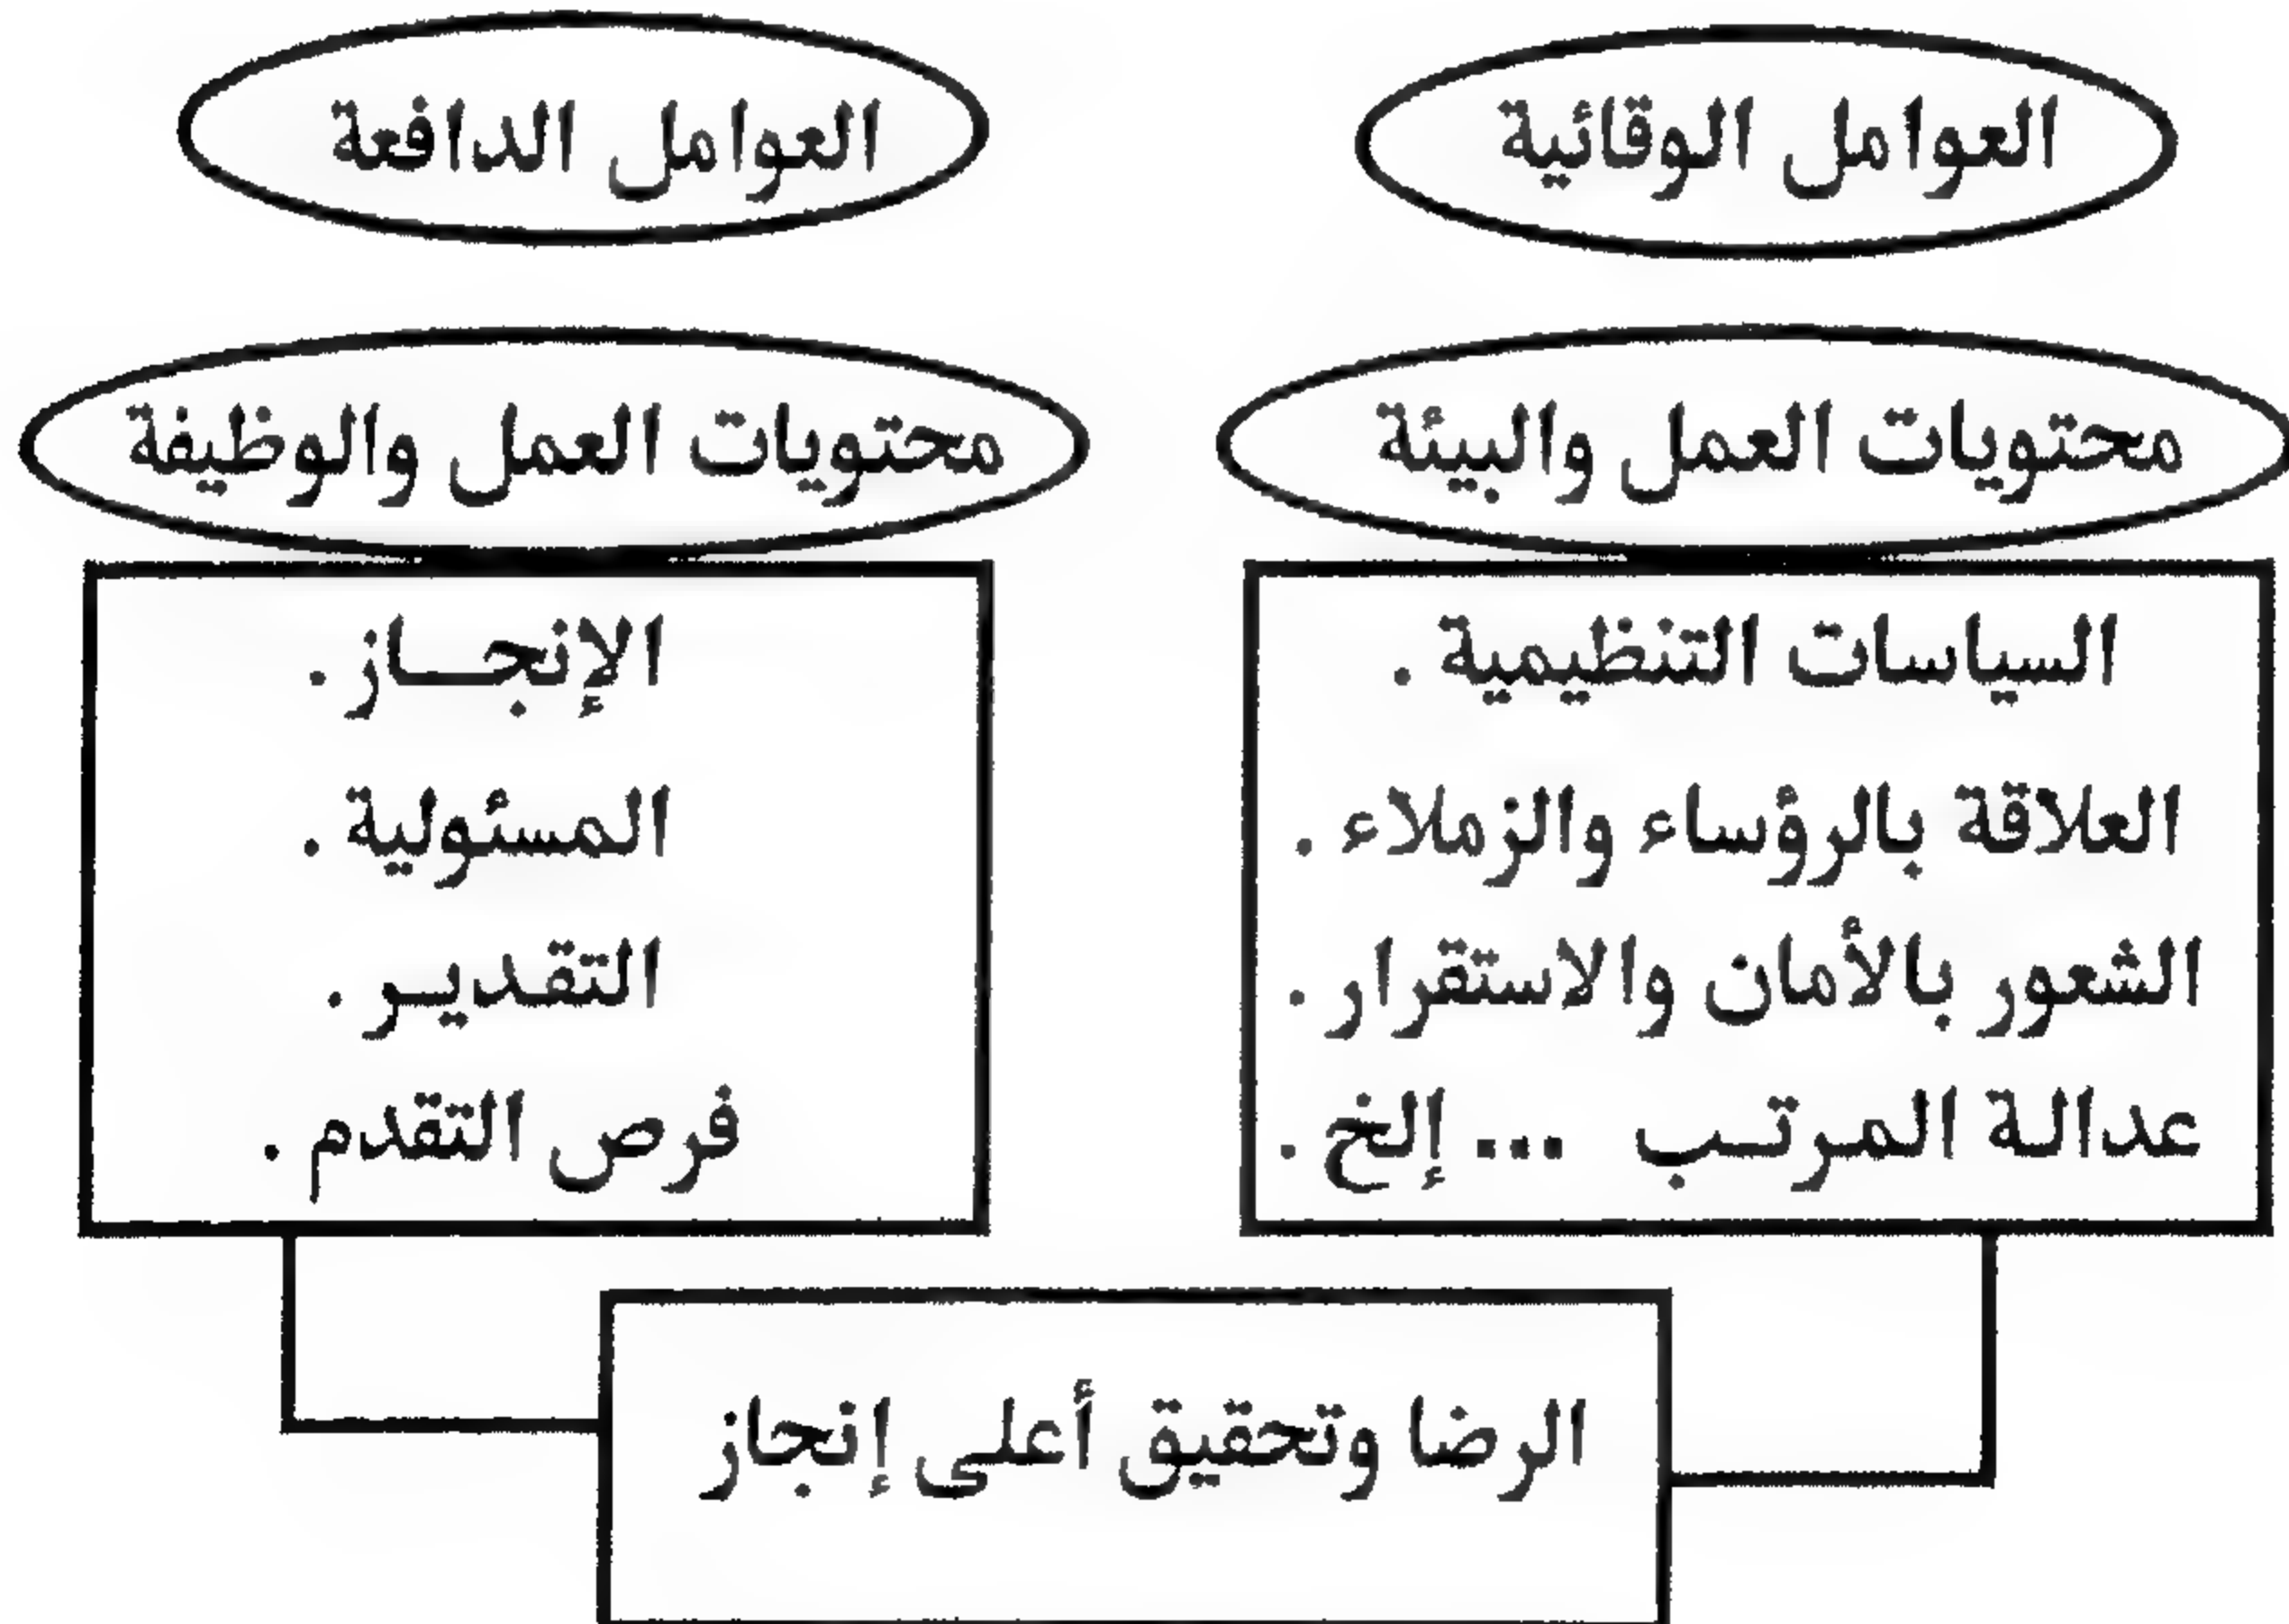 العوامل الوقائية
العوامل الدافعة
محتويات العمل والبيئة
محتويات العمل والوظيفة
السياسات التنظيمية .
العلاقة بالرؤساء والزملاء .
الشعور بالأمان والاستقرار .
عدالة المرتب ... إلخ .
الإنجاز .
المسئولية .
التقدير .
فرص التقدم .
الرضا وتحقيق أعلى إنجاز